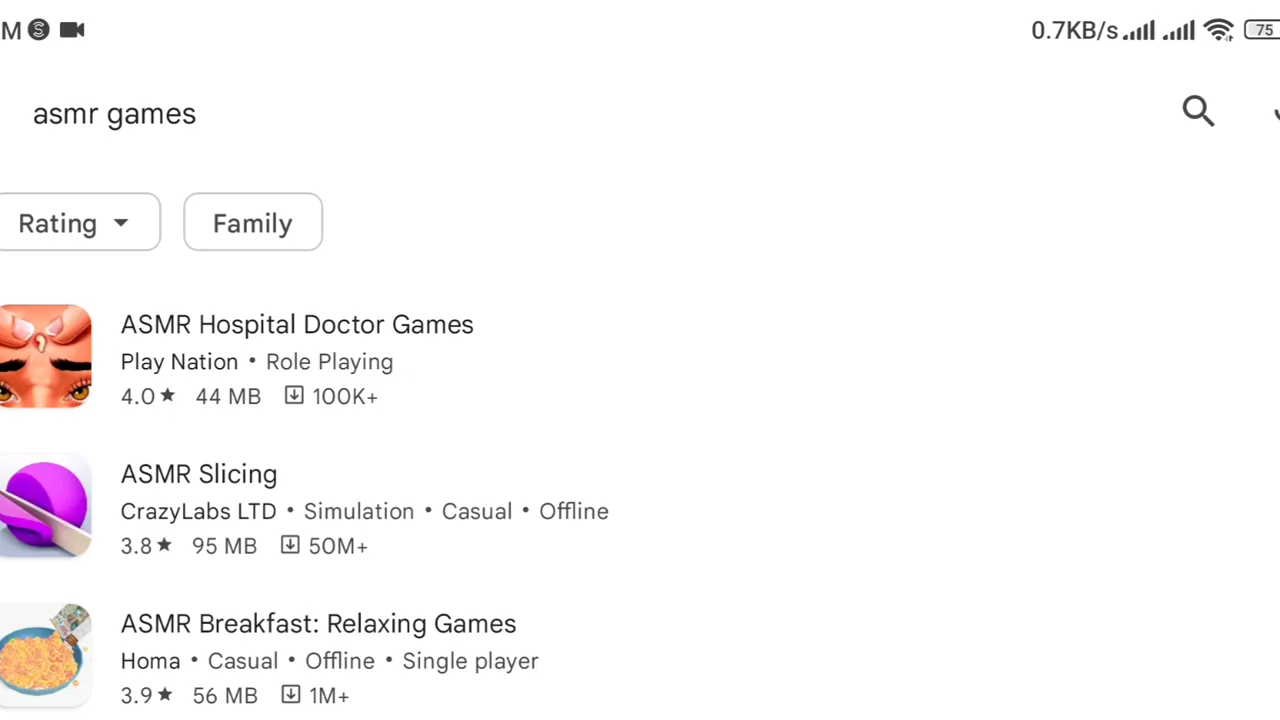 M 0.7KB/s 75
asmr games
Rating Family
ASMR Hospital Doctor Games
Play Nation • Role Playing
4.0★ 44 MB 100K+
ASMR Slicing
CrazyLabs LTD • Simulation • Casual • Offline
3.8★ 95 MB 50M+
ASMR Breakfast: Relaxing Games
Homa • Casual • Offline • Single player
3.9★ 56 MB 1M+